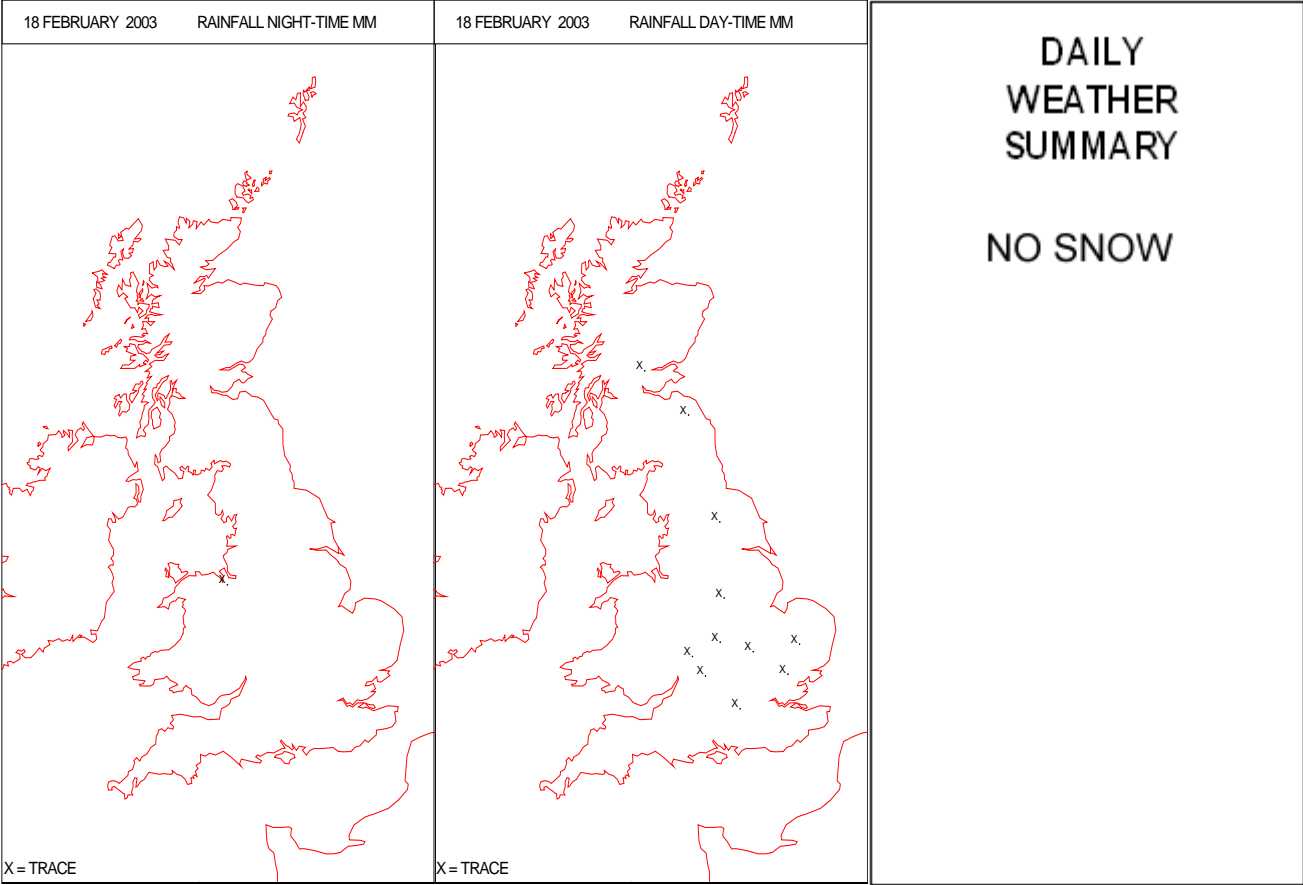 18 FEBRUARY 2003 RAINFALL NIGHT-TIME MM
x.
X = TRACE
18 FEBRUARY 2003 RAINFALL DAY-TIME MM
x.
x.
x.
x.
x.
x.
x.
x.
x.
x.
x.
X = TRACE
DAILY
WEATHER
SUMMARY
NO SNOW